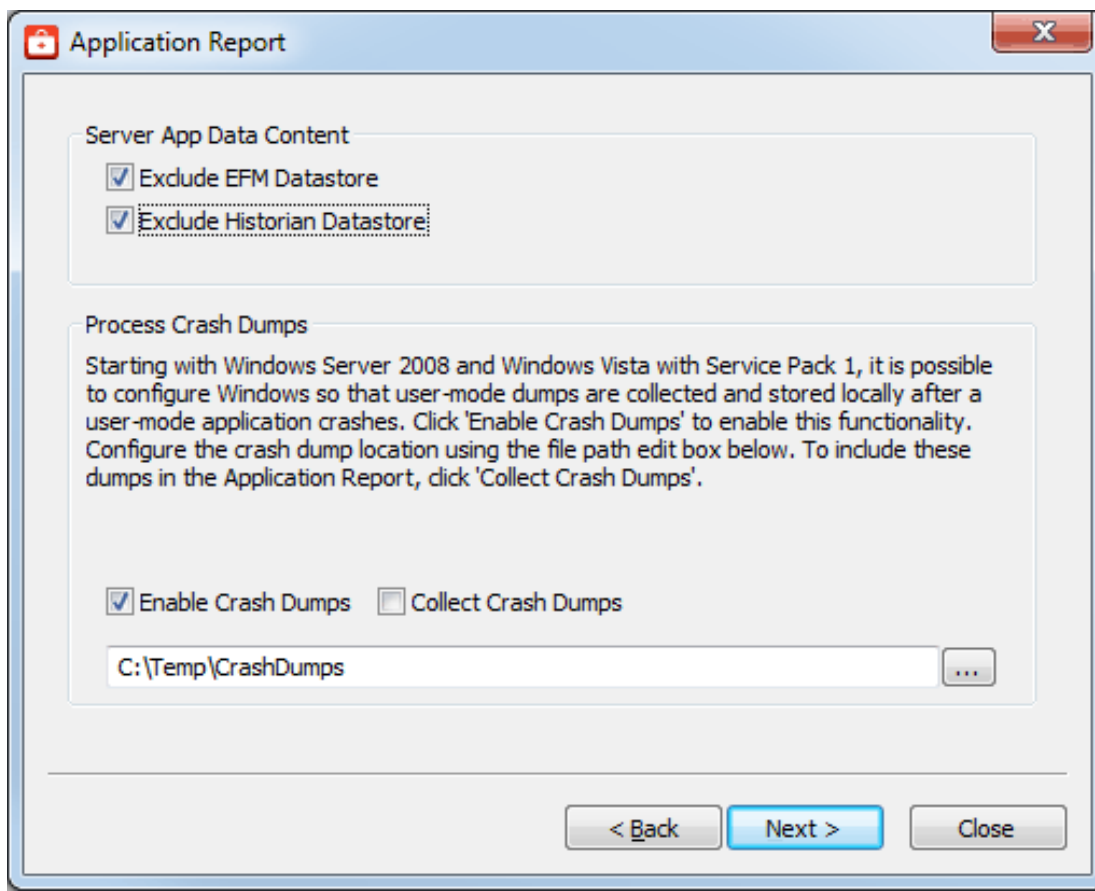 Application Report
Server App Data Content
Exclude EFM Datastore
Exclude Historian Datastore
Process Crash Dumps
Starting with Windows Server 2008 and Windows Vista with Service Pack 1, it is possible
to configure Windows so that user-mode dumps are collected and stored locally after a
user-mode application crashes. Click 'Enable Crash Dumps' to enable this functionality.
Configure the crash dump location using the file path edit box below. To include these
dumps in the Application Report, click 'Collect Crash Dumps'.
Enable Crash Dumps Collect Crash Dumps
C:\Temp\CrashDumps ...
< Back Next > Close